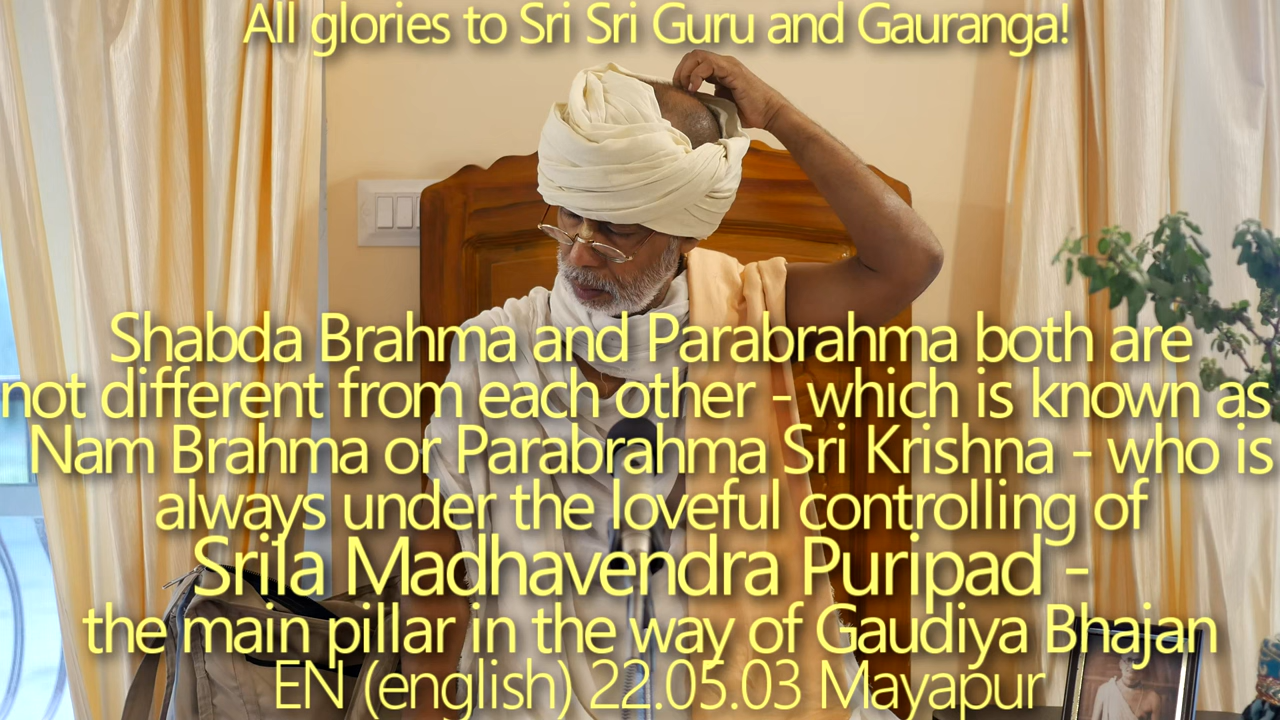 All glories to Sri Sri Guru and Gauranga!
Shabda Brahma and Parabrahma both are
not different from each other - which is known as
Nam Brahma or Parabrahma Sri Krishna - who is
always under the loveful controlling of
Srila Madhavendra Puripad -
the main pillar in the way of Gaudiya Bhajan
EN (english) 22.05.03 Mayapur